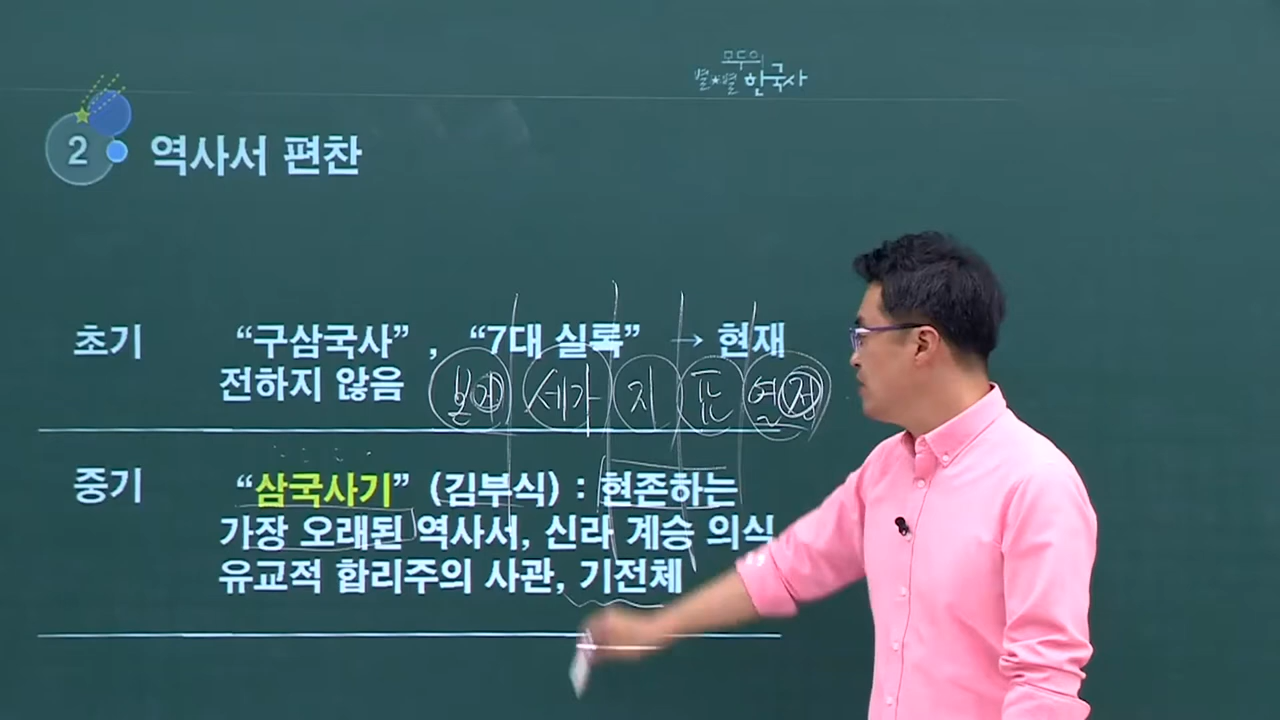 모두의
별★별 한국사
2 역사서 편찬
초기 “구삼국사”, “7대 실록” → 현재
전하지 않음
본기 세가 지 표 열전
중기 “삼국사기” (김부식) : 현존하는
가장 오래된 역사서, 신라 계승 의식
유교적 합리주의 사관, 기전체